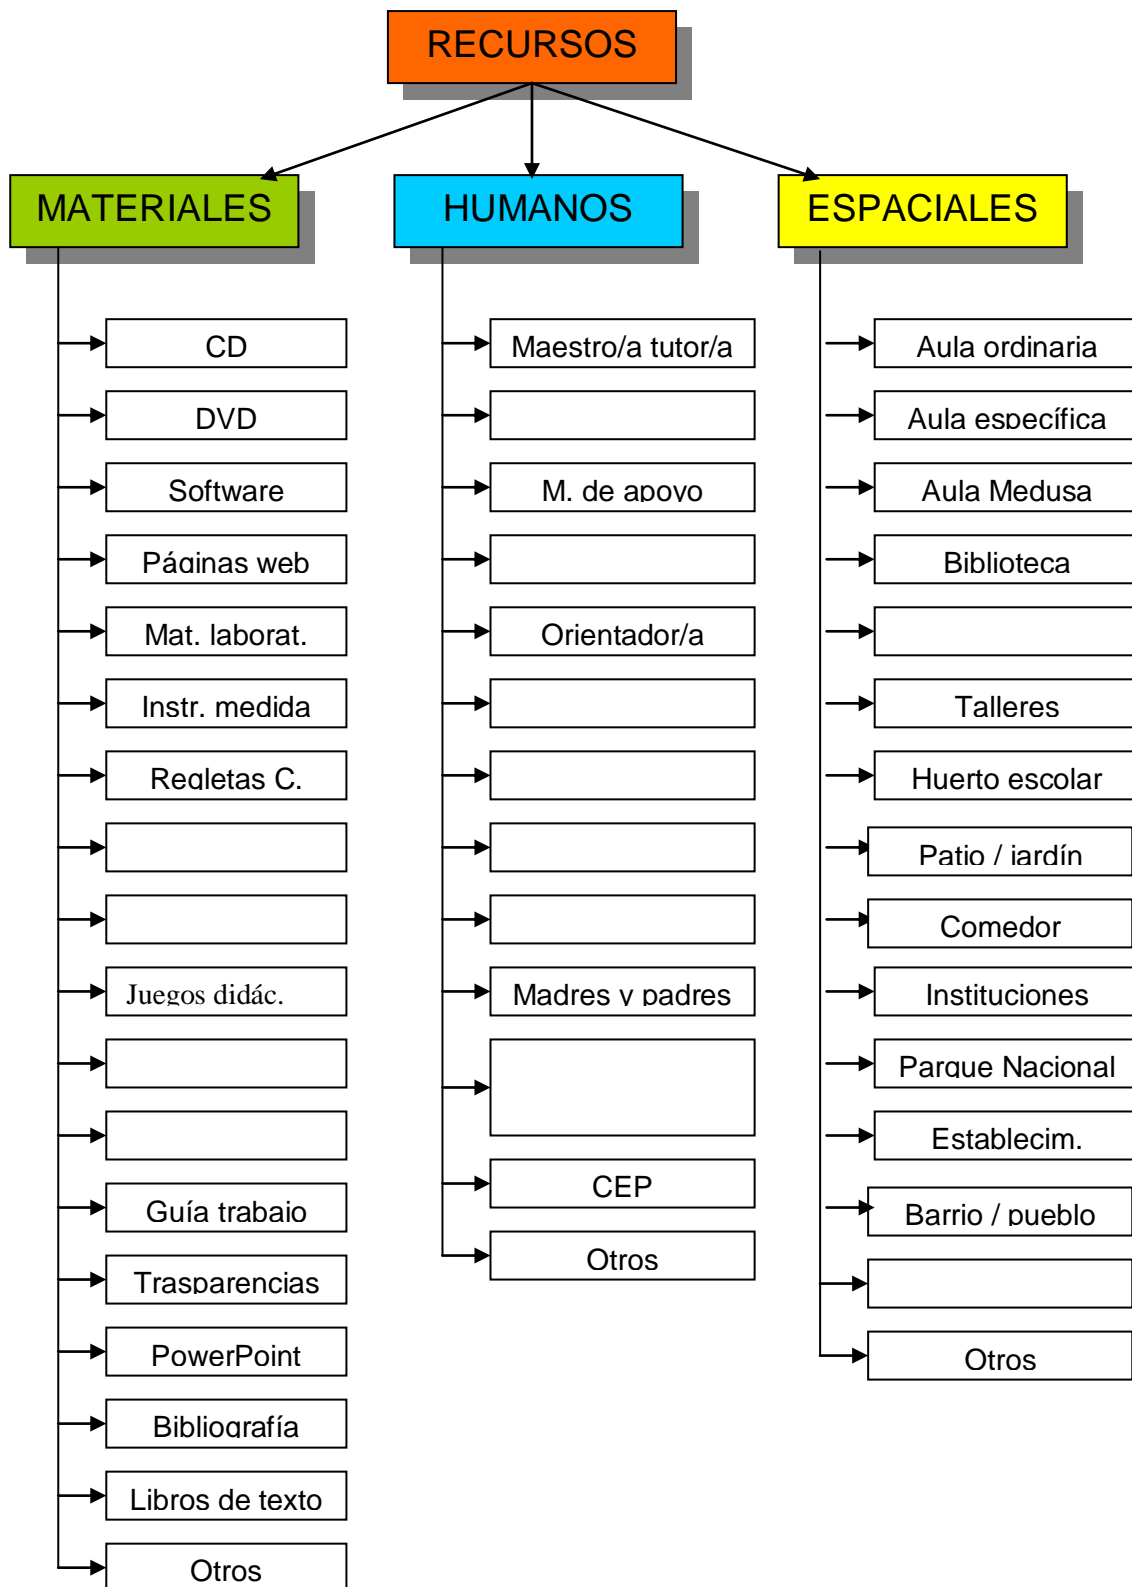 RECURSOS
MATERIALES
HUMANOS
ESPACIALES
CD
DVD
Software
Páginas web
Mat. laborat.
Instr. medida
Regletas C.
Juegos didác.
Guía trabajo
Trasparencias
PowerPoint
Bibliografía
Libros de texto
Otros
Maestro/a tutor/a
M. de apoyo
Orientador/a
Madres y padres
CEP
Otros
Aula ordinaria
Aula específica
Aula Medusa
Biblioteca
Talleres
Huerto escolar
Patio / jardín
Comedor
Instituciones
Parque Nacional
Establecim.
Barrio / pueblo
Otros